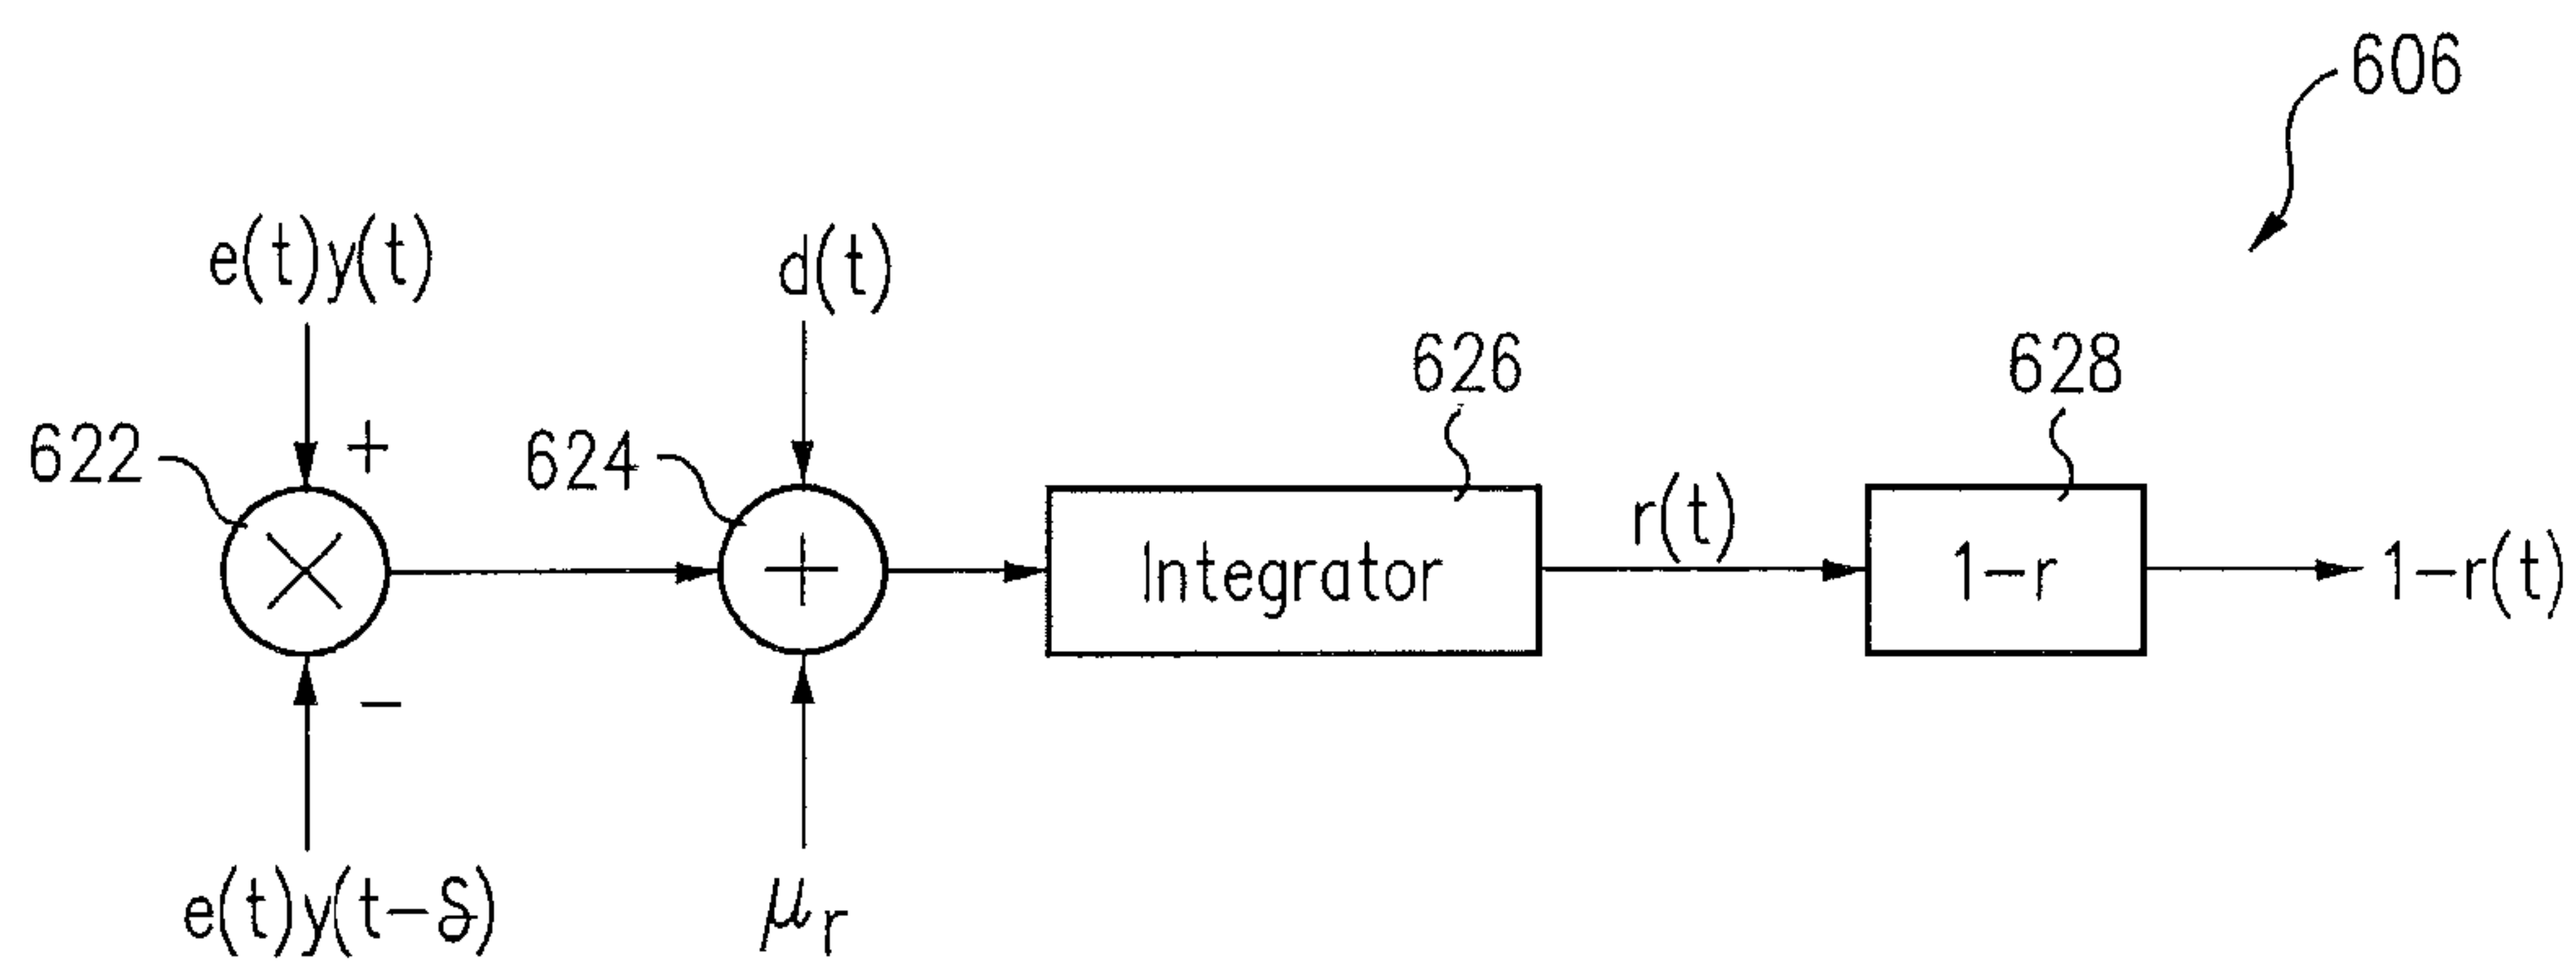 606
e(t)y(t)
d(t)
626
628
622
+
624
r(t)
×
+
Integrator
1-r
1-r(t)
−
e(t)y(t-δ)
μr